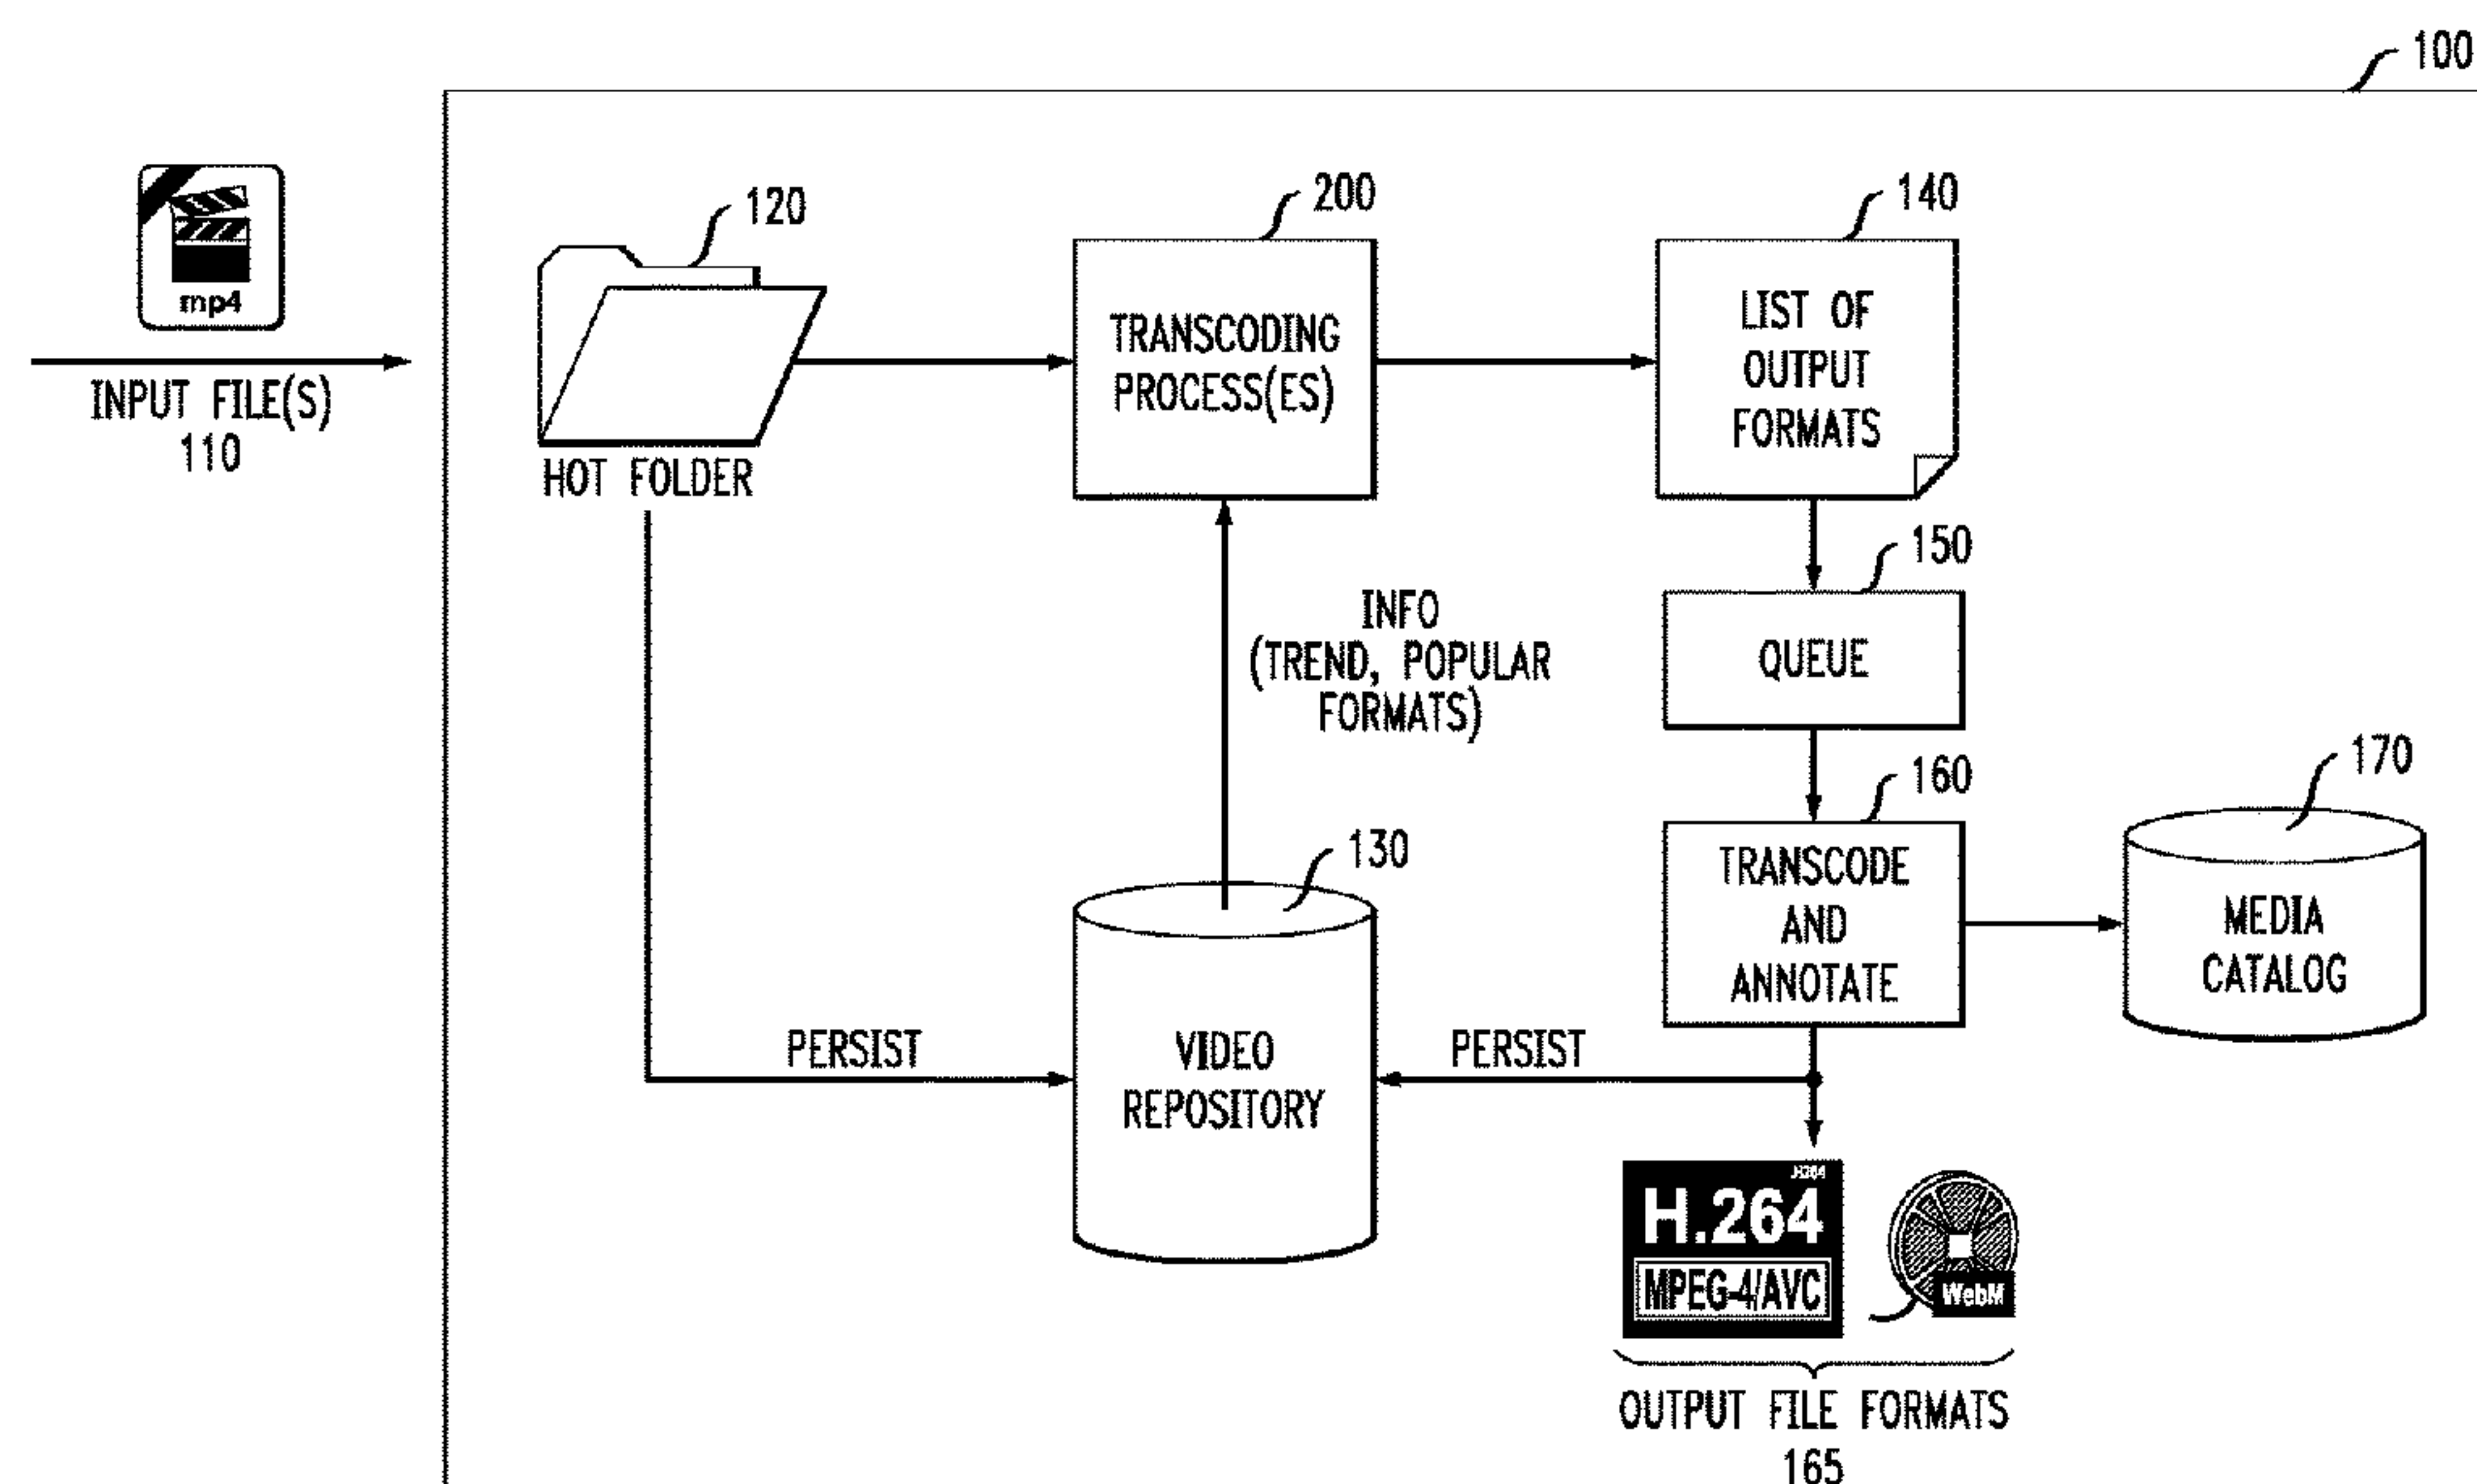 100
mp4
INPUT FILE(S)
110
120
HOT FOLDER
200
TRANSCODING
PROCESS(ES)
140
LIST OF
OUTPUT
FORMATS
150
QUEUE
INFO
(TREND, POPULAR
FORMATS)
160
TRANSCODE
AND
ANNOTATE
170
MEDIA
CATALOG
130
VIDEO
REPOSITORY
PERSIST
PERSIST
H.264
MPEG-4/AVC
WebM
OUTPUT FILE FORMATS
165